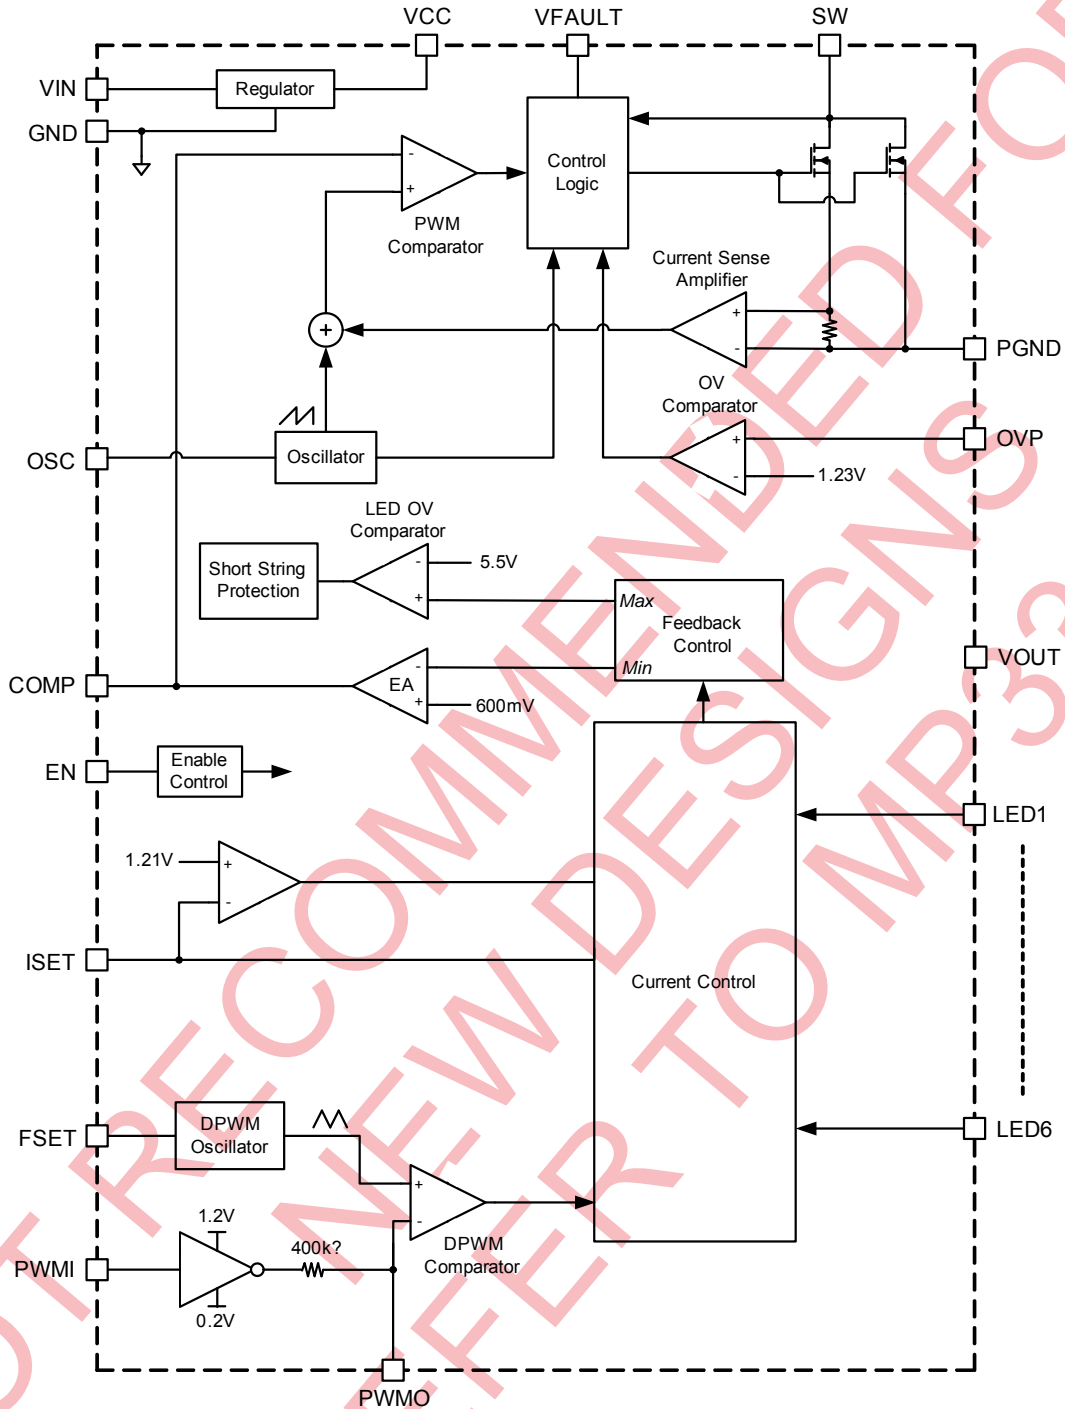 VCC
VFAULT
SW
VIN
Regulator
GND
-
+
PWM
Comparator
Control
Logic
Current Sense
Amplifier
+
-
+
PGND
OV
Comparator
+
-
OVP
1.23V
OSC
Oscillator
LED OV
Comparator
Short String
Protection
-
+
5.5V
Max
Feedback
Control
Min
VOUT
COMP
EA
-
+
600mV
EN
Enable
Control
LED1
1.21V
+
-
ISET
Current Control
FSET
DPWM
Oscillator
LED6
+
-
DPWM
Comparator
1.2V
400k?
PWMI
0.2V
PWMO
OT RECOMMENDED FOR
NEW DESIGNS
EFER TO MP33